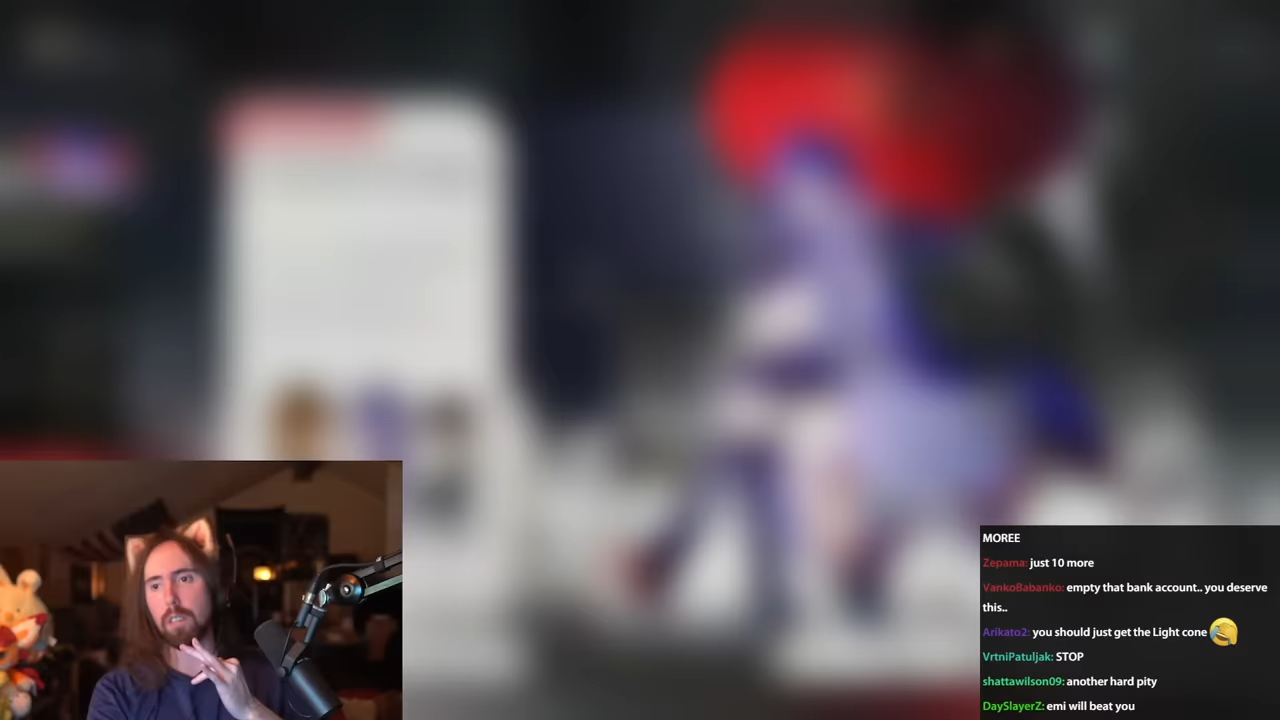 MOREE
Zepama: just 10 more
VankoBabanko: empty that bank account.. you deserve
this..
Arikato2: you should just get the Light cone
VrtniPatuljak: STOP
shattawilson09: another hard pity
DaySlayerZ: emi will beat you